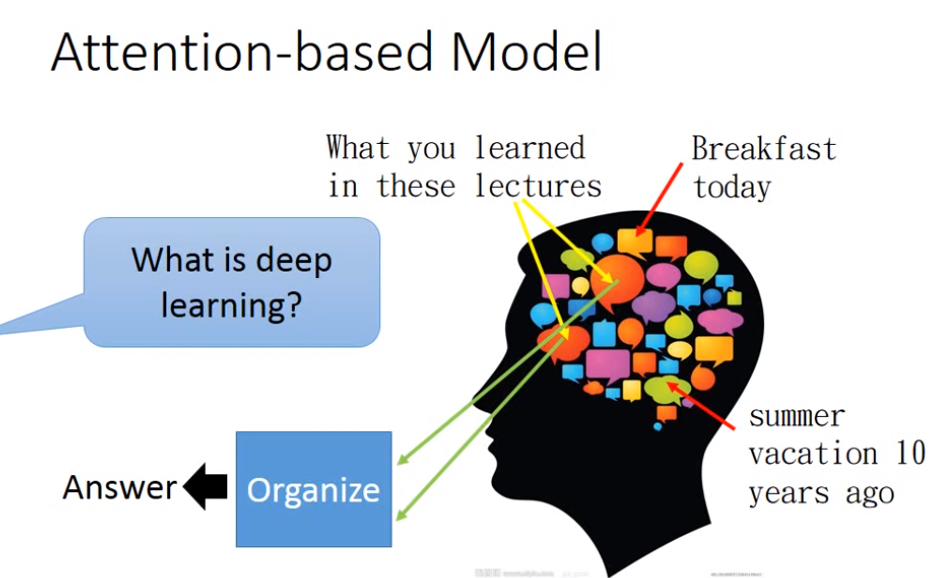 Attention-based Model
What you learned
in these lectures
Breakfast
today
What is deep
learning?
summer
vacation 10
years ago
Answer
Organize